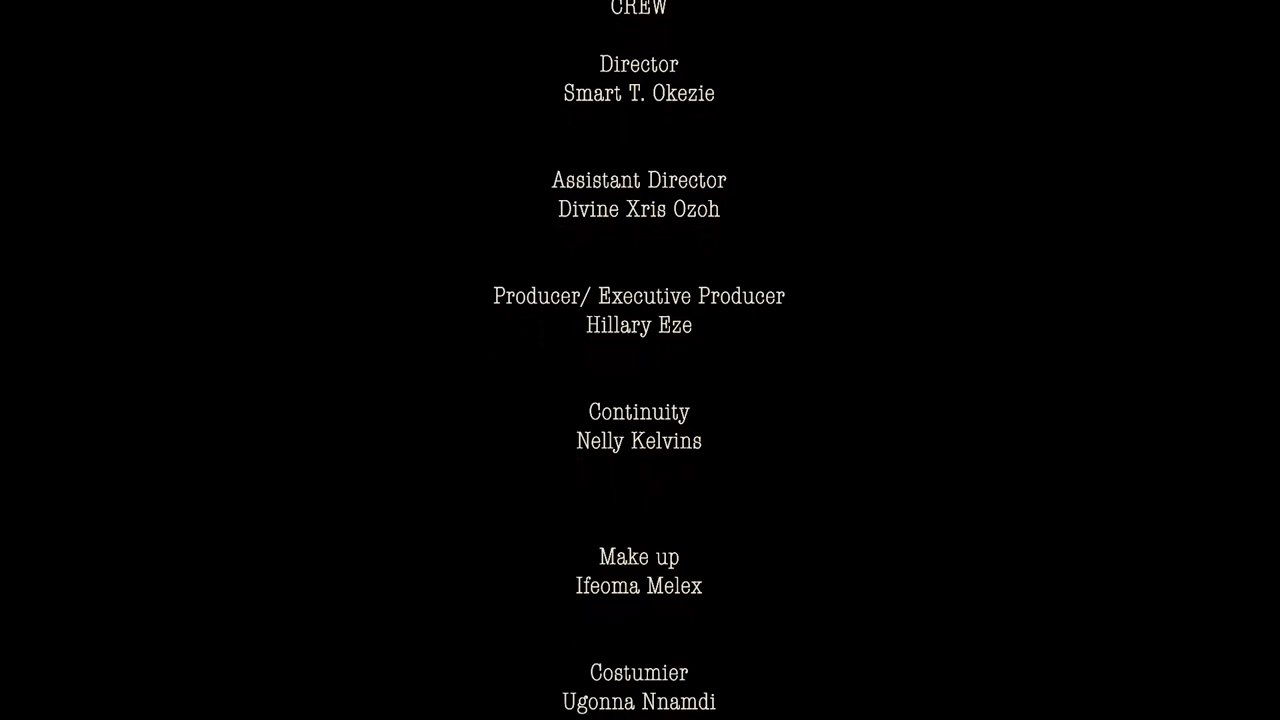 CREW
Director
Smart T. Okezie
Assistant Director
Divine Xris Ozoh
Producer/ Executive Producer
Hillary Eze
Continuity
Nelly Kelvins
Make up
Ifeoma Melex
Costumier
Ugonna Nnamdi